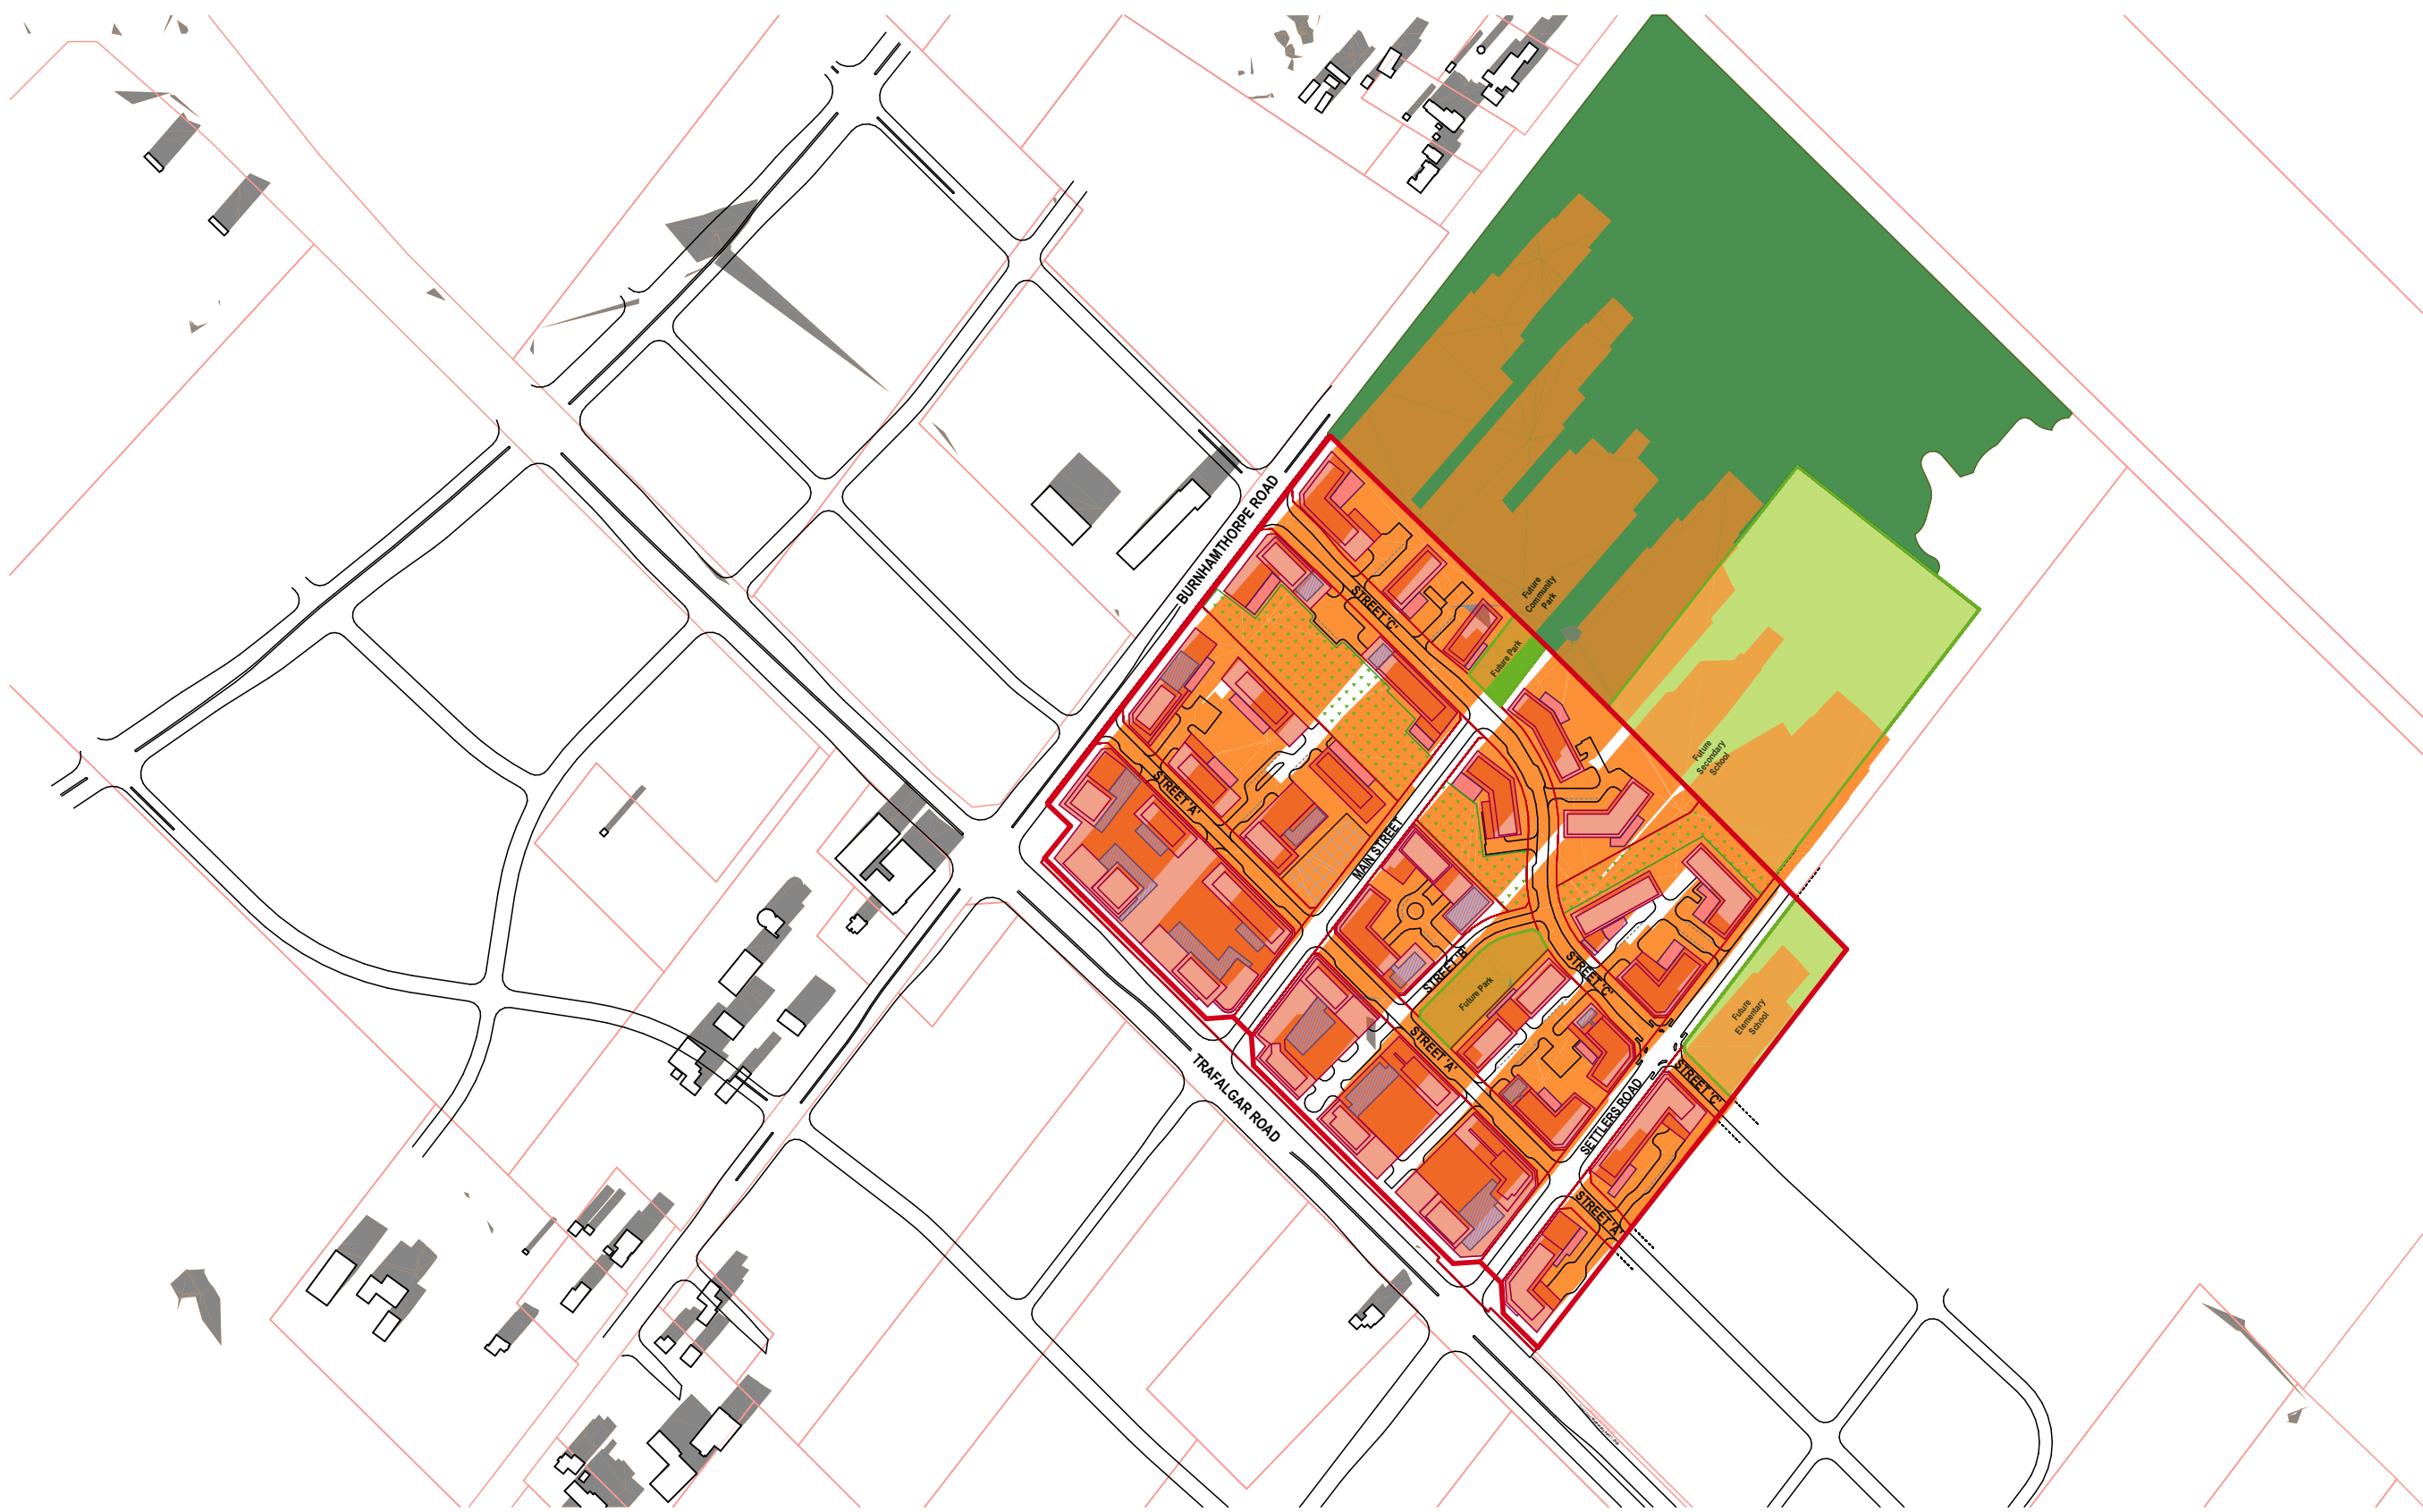 BURNHAMTHORPE ROAD
STREET 'C'
Future
Community
Park
Future Park
STREET 'A'
MAIN STREET
Future
Secondary
School
STREET 'B'
Future Park
STREET 'C'
STREET 'A'
Future
Elementary
School
STREET 'C'
SETTLERS ROAD
TRAFALGAR ROAD
STREET 'A'